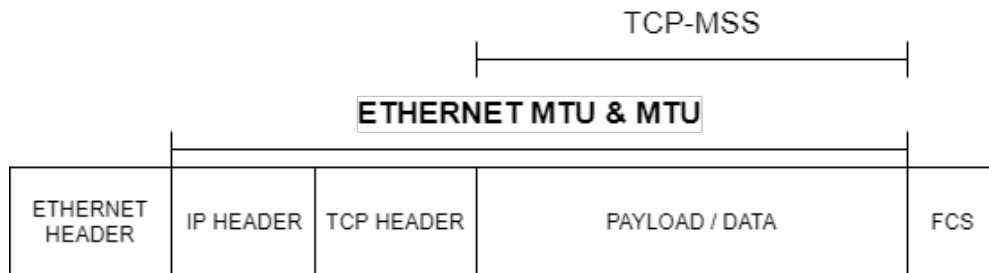 TCP-MSS
ETHERNET MTU & MTU
ETHERNET
HEADER
IP HEADER
TCP HEADER
PAYLOAD / DATA
FCS